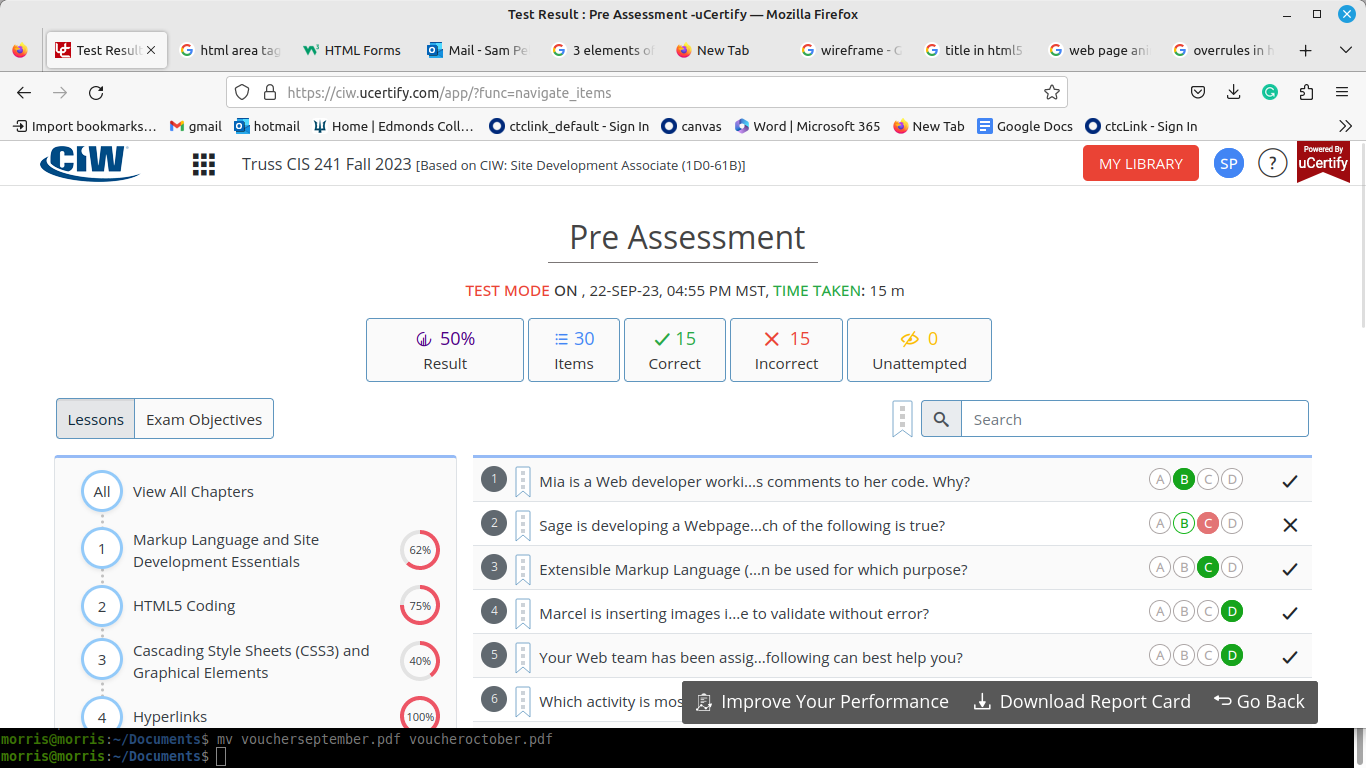 Test Result : Pre Assessment -uCertify — Mozilla Firefox
Test Resul
html area tag
HTML Forms
Mail - Sam Pe
3 elements of
New Tab
wireframe - G
title in html5
web page ani
overrules in h
https://ciw.ucertify.com/app/?func=navigate_items
Import bookmarks... gmail hotmail Home | Edmonds Coll... ctclink_default - Sign In canvas Word | Microsoft 365 New Tab Google Docs ctcLink - Sign In
CIW
Truss CIS 241 Fall 2023 [Based on CIW: Site Development Associate (1D0-61B)]
MY LIBRARY
SP
?
Powered By
uCertify
Pre Assessment
TEST MODE ON , 22-SEP-23, 04:55 PM MST, TIME TAKEN: 15 m
50%
Result
30
Items
15
Correct
15
Incorrect
0
Unattempted
Lessons
Exam Objectives
Search
All View All Chapters
1 Markup Language and Site
Development Essentials
62%
2 HTML5 Coding 75%
3 Cascading Style Sheets (CSS3) and
Graphical Elements
40%
4 Hyperlinks 100%
1 Mia is a Web developer worki...s comments to her code. Why? A B C D
2 Sage is developing a Webpage...ch of the following is true? A B C D
3 Extensible Markup Language (...n be used for which purpose? A B C D
4 Marcel is inserting images i...e to validate without error? A B C D
5 Your Web team has been assig...following can best help you? A B C D
6 Which activity is mos
Improve Your Performance
Download Report Card
Go Back
morris@morris:~/Documents$ mv voucherseptember.pdf voucheroctober.pdf
morris@morris:~/Documents$